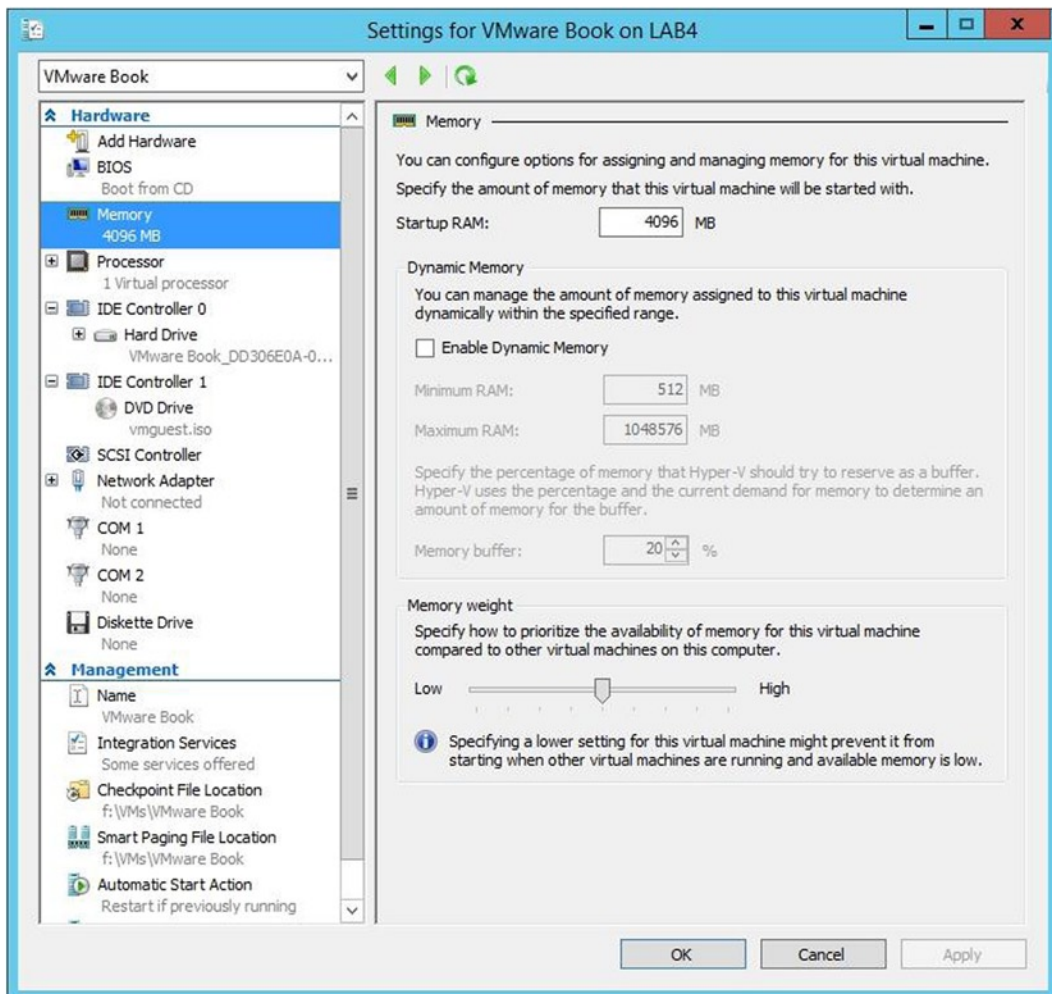 Settings for VMware Book on LAB4
VMware Book
Hardware
Add Hardware
BIOS
Boot from CD
Memory
4096 MB
Processor
1 Virtual processor
IDE Controller 0
Hard Drive
VMware Book_DD306E0A-0...
IDE Controller 1
DVD Drive
vmguest.iso
SCSI Controller
Network Adapter
Not connected
COM 1
None
COM 2
None
Diskette Drive
None
Management
Name
VMware Book
Integration Services
Some services offered
Checkpoint File Location
f:\VMs\VMware Book
Smart Paging File Location
f:\VMs\VMware Book
Automatic Start Action
Restart if previously running
Memory
You can configure options for assigning and managing memory for this virtual machine.
Specify the amount of memory that this virtual machine will be started with.
Startup RAM: 4096 MB
Dynamic Memory
You can manage the amount of memory assigned to this virtual machine
dynamically within the specified range.
Enable Dynamic Memory
Minimum RAM: 512 MB
Maximum RAM: 1048576 MB
Specify the percentage of memory that Hyper-V should try to reserve as a buffer.
Hyper-V uses the percentage and the current demand for memory to determine an
amount of memory for the buffer.
Memory buffer: 20 %
Memory weight
Specify how to prioritize the availability of memory for this virtual machine
compared to other virtual machines on this computer.
Low High
Specifying a lower setting for this virtual machine might prevent it from
starting when other virtual machines are running and available memory is low.
OK Cancel Apply